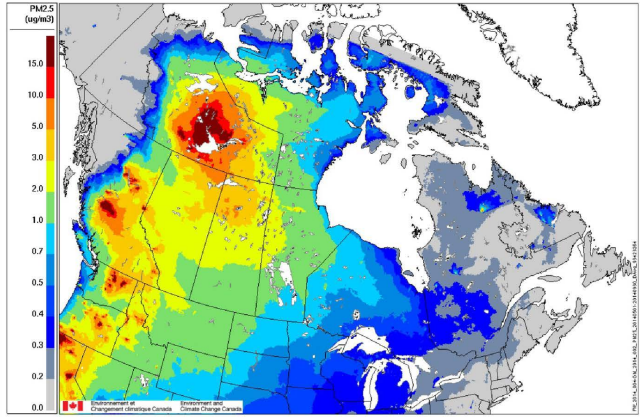 PM2.5
(ug/m3)
15.0
10.0
5.0
3.0
2.0
1.0
0.7
0.5
0.4
0.3
0.2
0.0
Environnement et
Changement climatique Canada
Environment and
Climate Change Canada